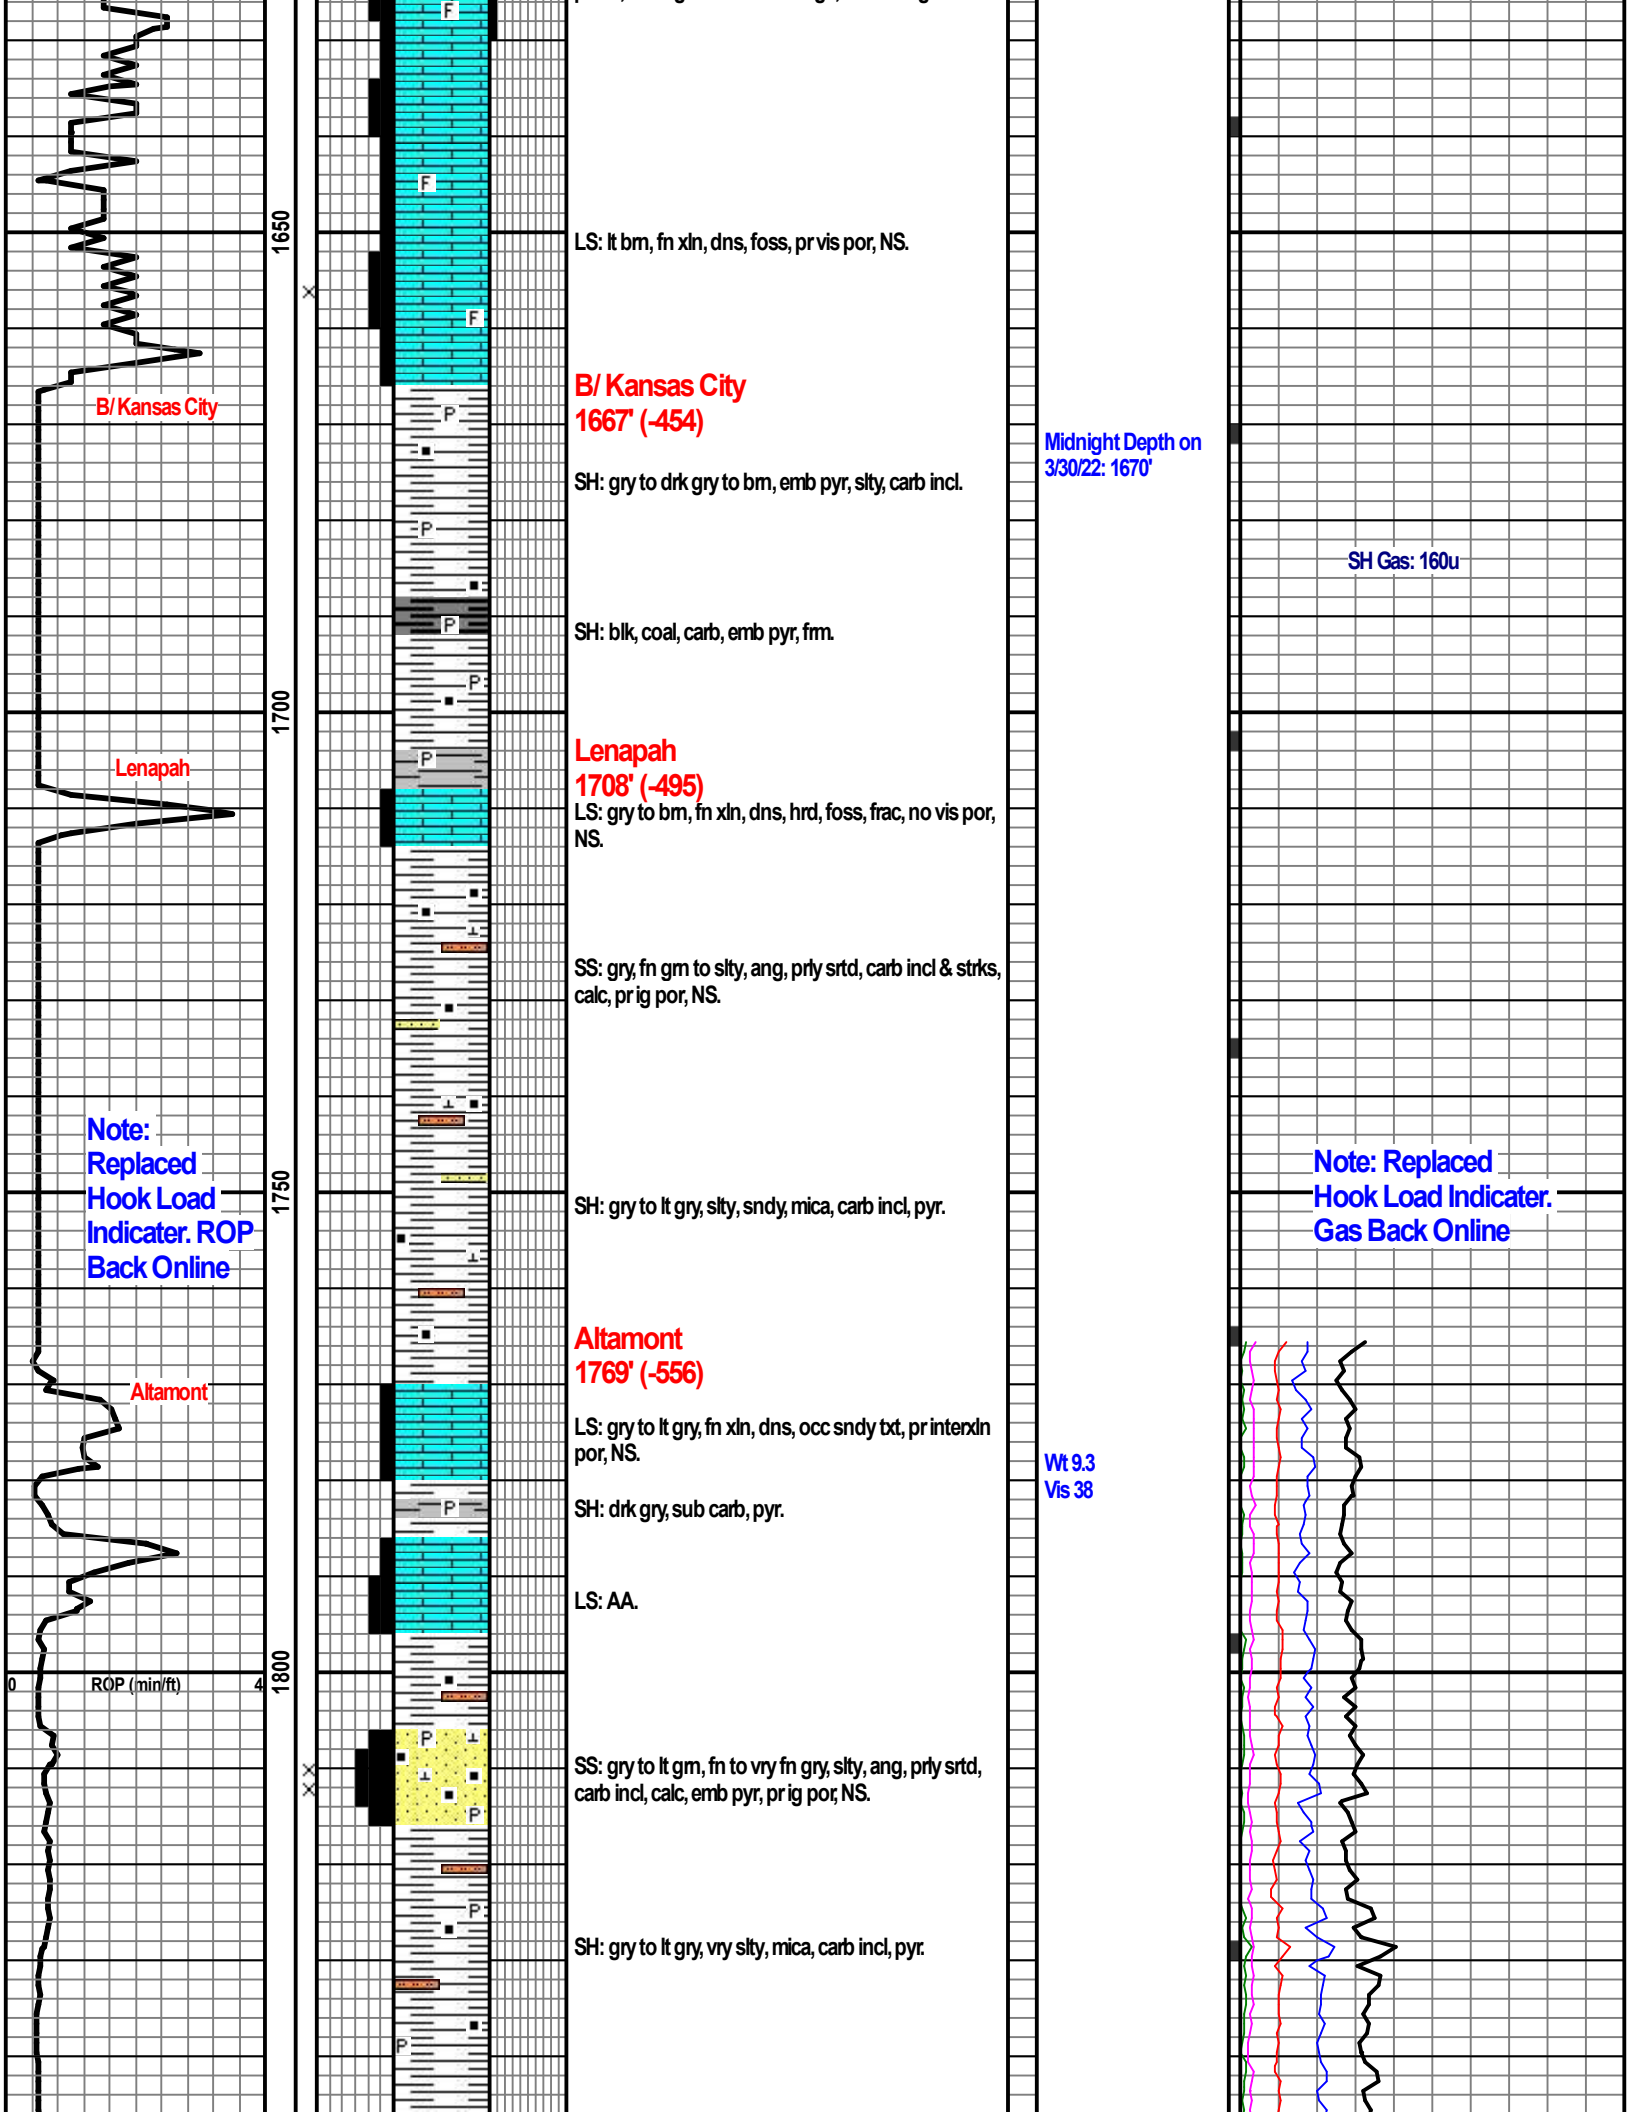 1650
LS: lt brn, fn xln, dns, foss, pr vis por, NS.
B/ Kansas City
B/ Kansas City
1667' (-454)
Midnight Depth on
3/30/22: 1670'
SH: gry to drk gry to brn, emb pyr, slty, carb incl.
SH Gas: 160u
SH: blk, coal, carb, emb pyr, frm.
1700
Lenapah
Lenapah
1708' (-495)
LS: gry to brn, fn xln, dns, hrd, foss, frac, no vis por,
NS.
SS: gry, fn grn to slty, ang, prly srtd, carb incl & strks,
calc, pr ig por, NS.
Note:
Replaced
Hook Load
Indicater. ROP
Back Online
1750
SH: gry to lt gry, slty, sndy, mica, carb incl, pyr.
Note: Replaced
Hook Load Indicater.
Gas Back Online
Altamont
Altamont
1769' (-556)
LS: gry to lt gry, fn xln, dns, occ sndy txt, pr interxln
por, NS.
Wt 9.3
Vis 38
SH: drk gry, sub carb, pyr.
LS: AA.
0 ROP (min/ft) 4
1800
SS: gry to lt grn, fn to vry fn gry, slty, ang, prly srtd,
carb incl, calc, emb pyr, pr ig por, NS.
SH: gry to lt gry, vry slty, mica, carb incl, pyr.